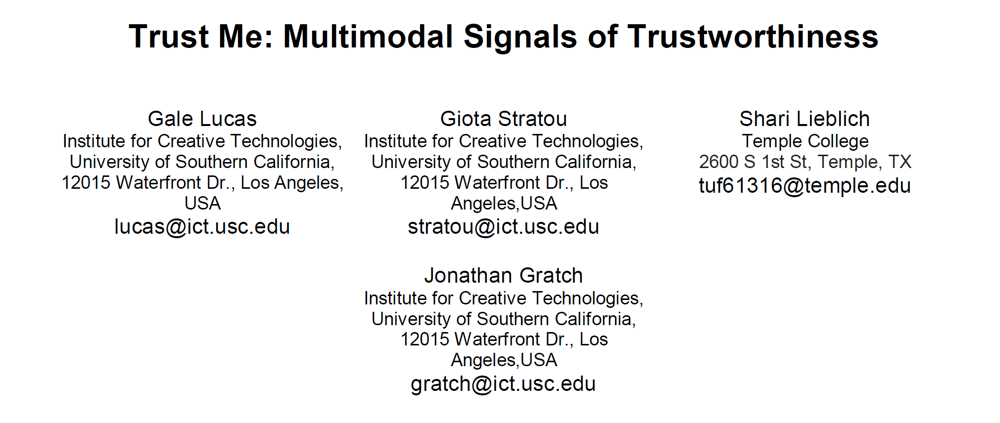 Trust Me: Multimodal Signals of Trustworthiness
Gale Lucas
Institute for Creative Technologies,
University of Southern California,
12015 Waterfront Dr., Los Angeles,
USA
lucas@ict.usc.edu
Giota Stratou
Institute for Creative Technologies,
University of Southern California,
12015 Waterfront Dr., Los
Angeles,USA
stratou@ict.usc.edu
Shari Lieblich
Temple College
2600 S 1st St, Temple, TX
tuf61316@temple.edu
Jonathan Gratch
Institute for Creative Technologies,
University of Southern California,
12015 Waterfront Dr., Los
Angeles,USA
gratch@ict.usc.edu